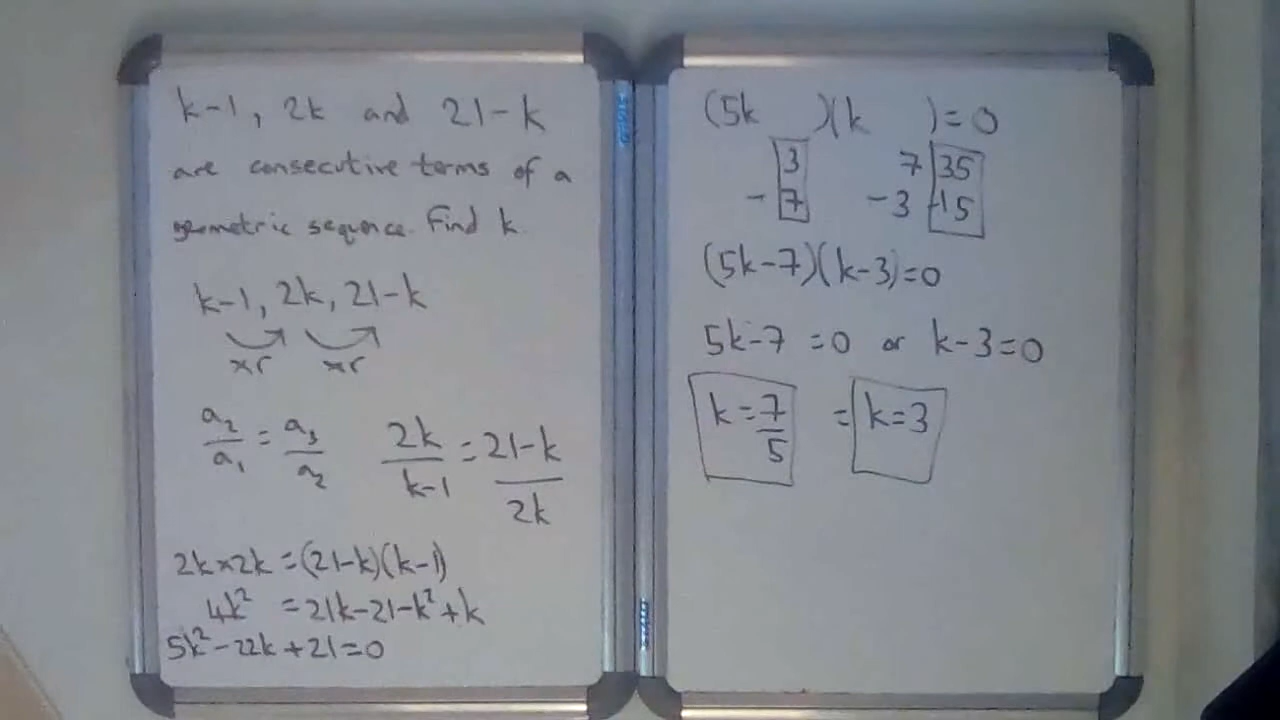 k-1, 2k and 21-k
are consecutive terms of a
geometric sequence. Find k.
k-1, 2k, 21-k
×r ×r
a₂/a₁ = a₃/a₂ 2k/(k-1) = (21-k)/2k
2k×2k = (21-k)(k-1)
4k² = 21k-21-k²+k
5k²-22k+21=0
(5k )(k )=0
3 7 35
-7 -3 -15
(5k-7)(k-3)=0
5k-7=0 or k-3=0
k=7/5 = k=3